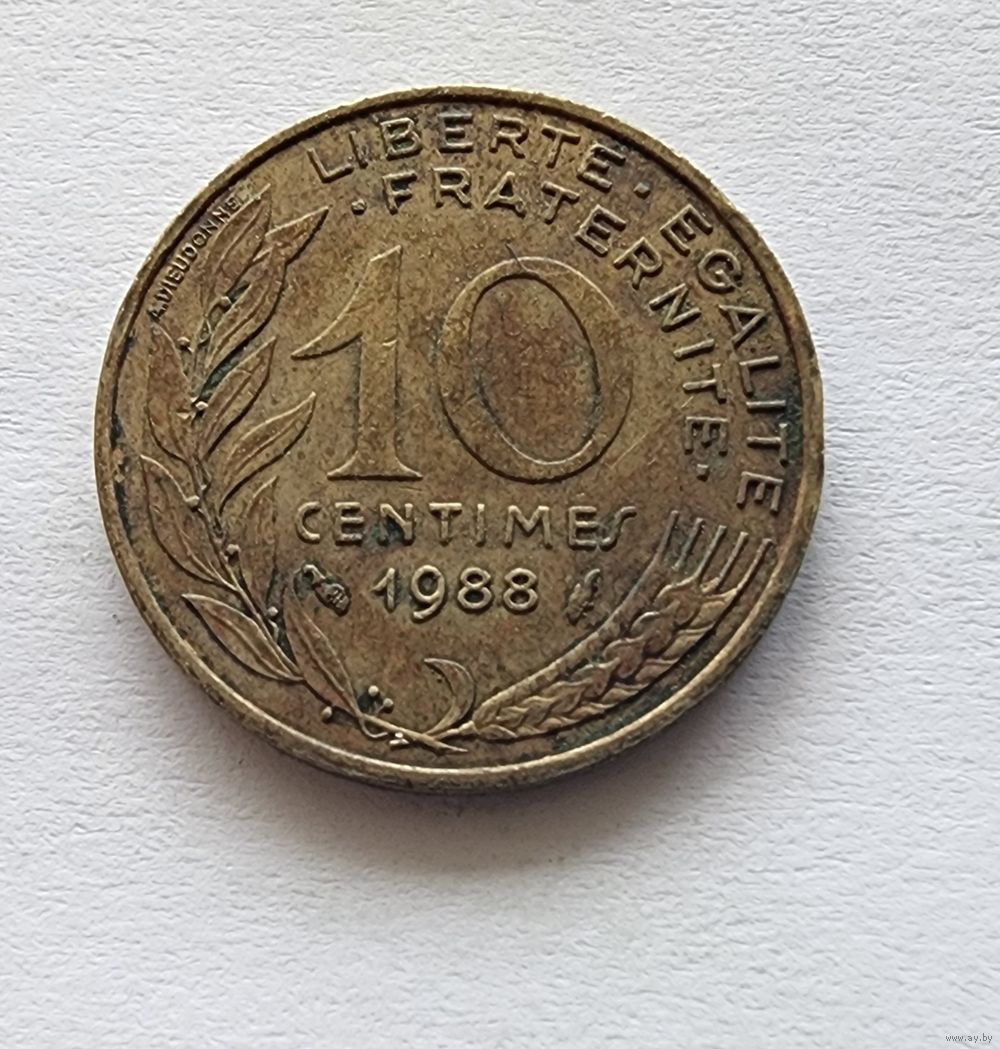 LIBERTE · EGALITE
· FRATERNITE ·
A.DIEUDONNE
10
CENTIMES
1988
www.ay.by